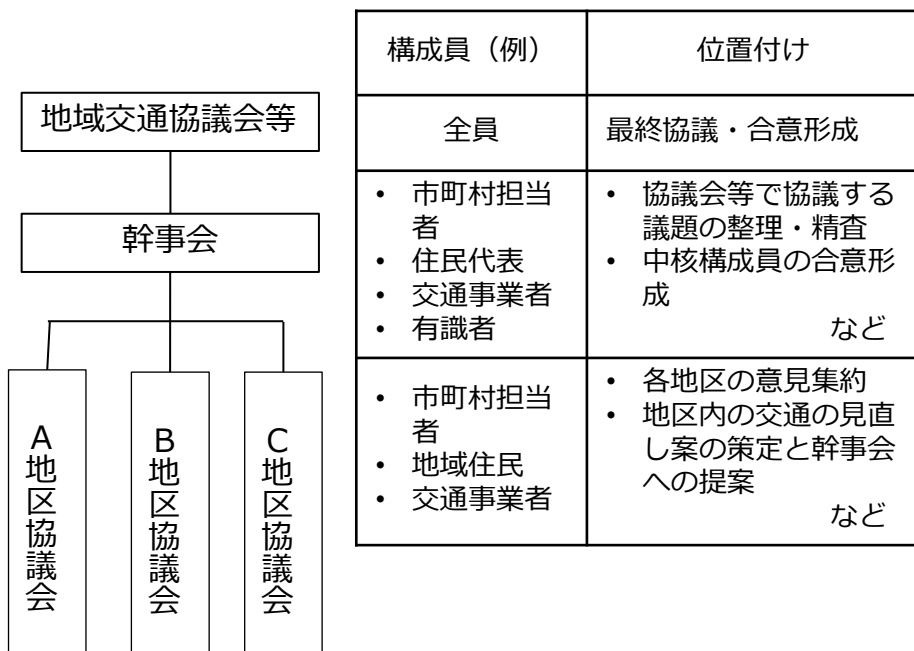 地域交通協議会等
幹事会
A地区協議会
B地区協議会
C地区協議会
構成員（例）
位置付け
全員
最終協議・合意形成
• 市町村担当
者
• 住民代表
• 交通事業者
• 有識者
• 協議会等で協議する
議題の整理・精査
• 中核構成員の合意形
成
など
• 市町村担当
者
• 地域住民
• 交通事業者
• 各地区の意見集約
• 地区内の交通の見直
し案の策定と幹事会
への提案
など